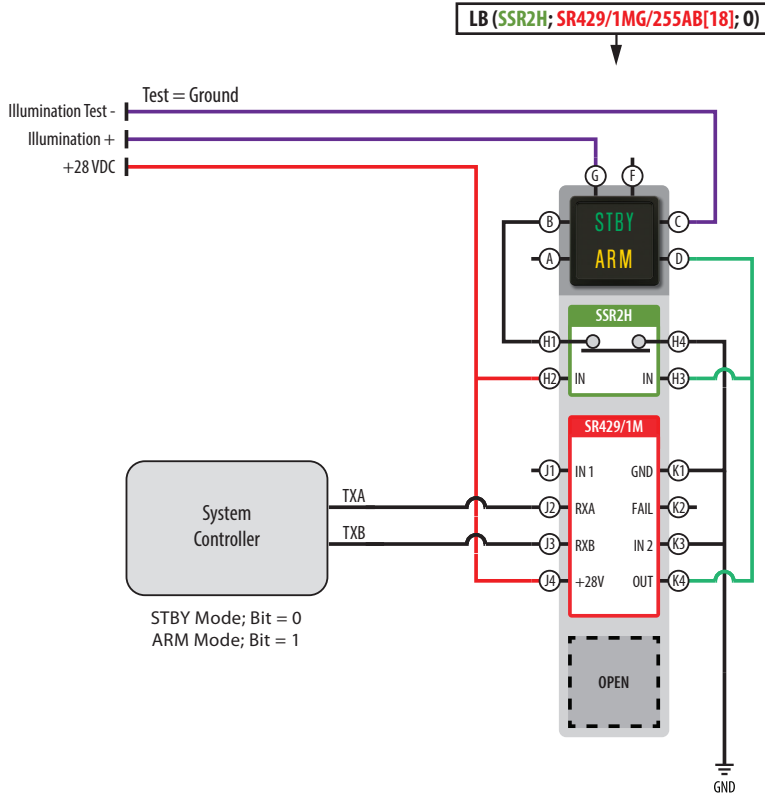 LB (SSR2H; SR429/1MG/255AB[18]; 0)
Test = Ground
Illumination Test -
Illumination +
+28 VDC
G F
B STBY C
A ARM D
SSR2H
H1 H4
H2 IN IN H3
SR429/1M
J1 IN 1 GND K1
J2 RXA FAIL K2
J3 RXB IN 2 K3
J4 +28V OUT K4
TXA
TXB
System
Controller
STBY Mode; Bit = 0
ARM Mode; Bit = 1
OPEN
GND